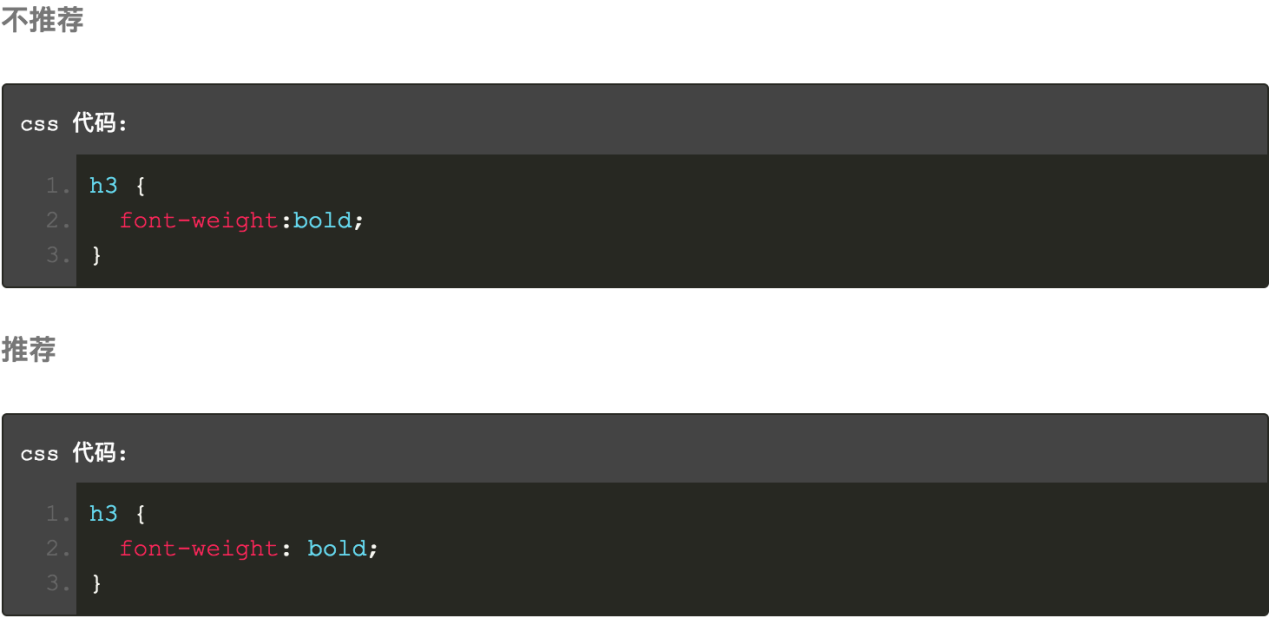 不推荐
css 代码:
1. h3 {
2.   font-weight:bold;
3. }
推荐
css 代码:
1. h3 {
2.   font-weight: bold;
3. }